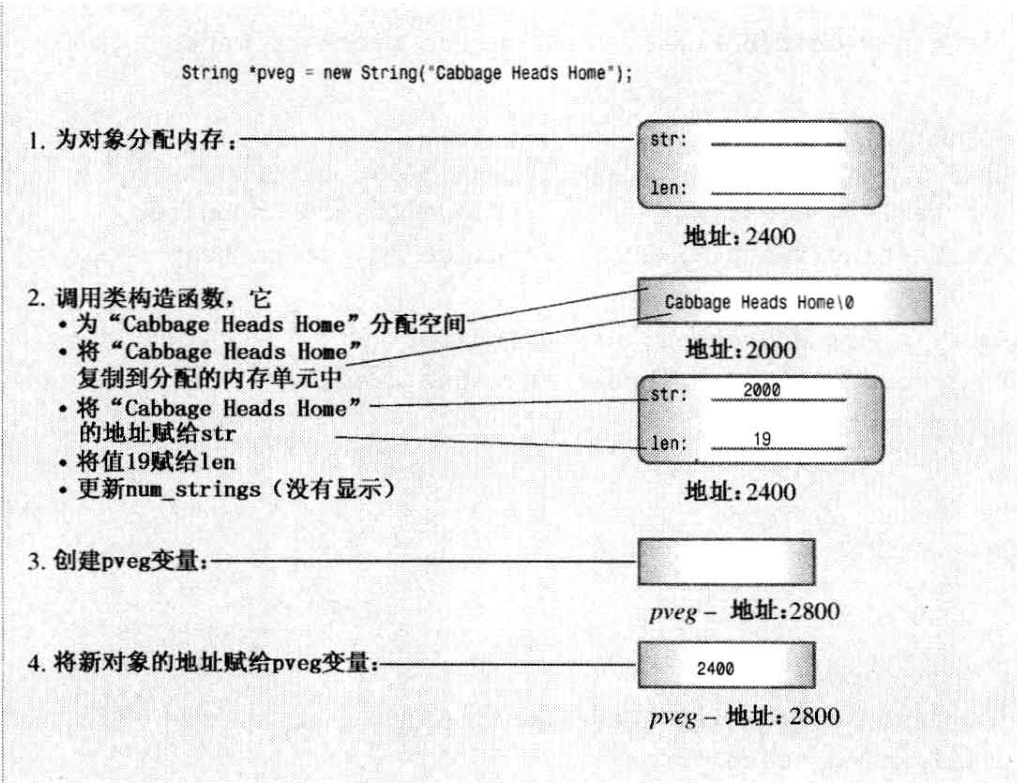 String *pveg = new String("Cabbage Heads Home");
1. 为对象分配内存：
str:
len:
地址：2400
2. 调用类构造函数，它
• 为“Cabbage Heads Home”分配空间
• 将“Cabbage Heads Home”
复制到分配的内存单元中
• 将“Cabbage Heads Home”
的地址赋给str
• 将值19赋给len
• 更新num_strings（没有显示）
Cabbage Heads Home\0
地址：2000
str: 2000
len: 19
地址：2400
3. 创建pveg变量：
pveg – 地址：2800
4. 将新对象的地址赋给pveg变量：
2400
pveg – 地址：2800